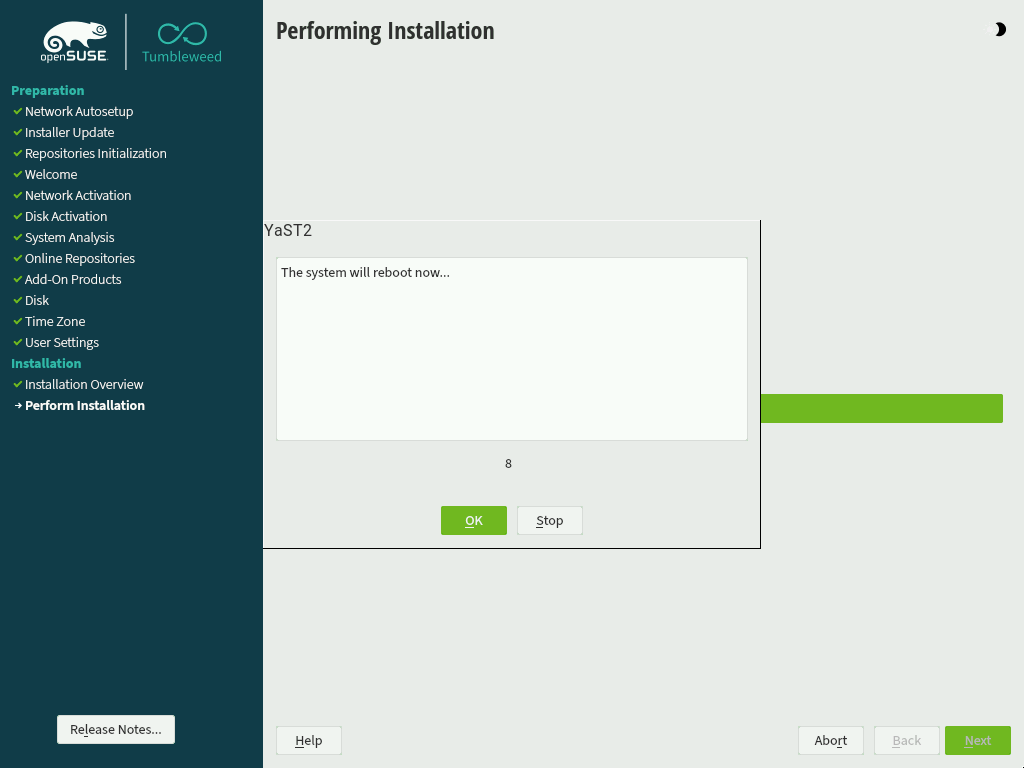 openSUSE
Tumbleweed
Performing Installation
Preparation
Network Autosetup
Installer Update
Repositories Initialization
Welcome
Network Activation
Disk Activation
System Analysis
Online Repositories
Add-On Products
Disk
Time Zone
User Settings
Installation
Installation Overview
Perform Installation
YaST2
The system will reboot now...
8
OK Stop
Release Notes...
Help Abort Back Next